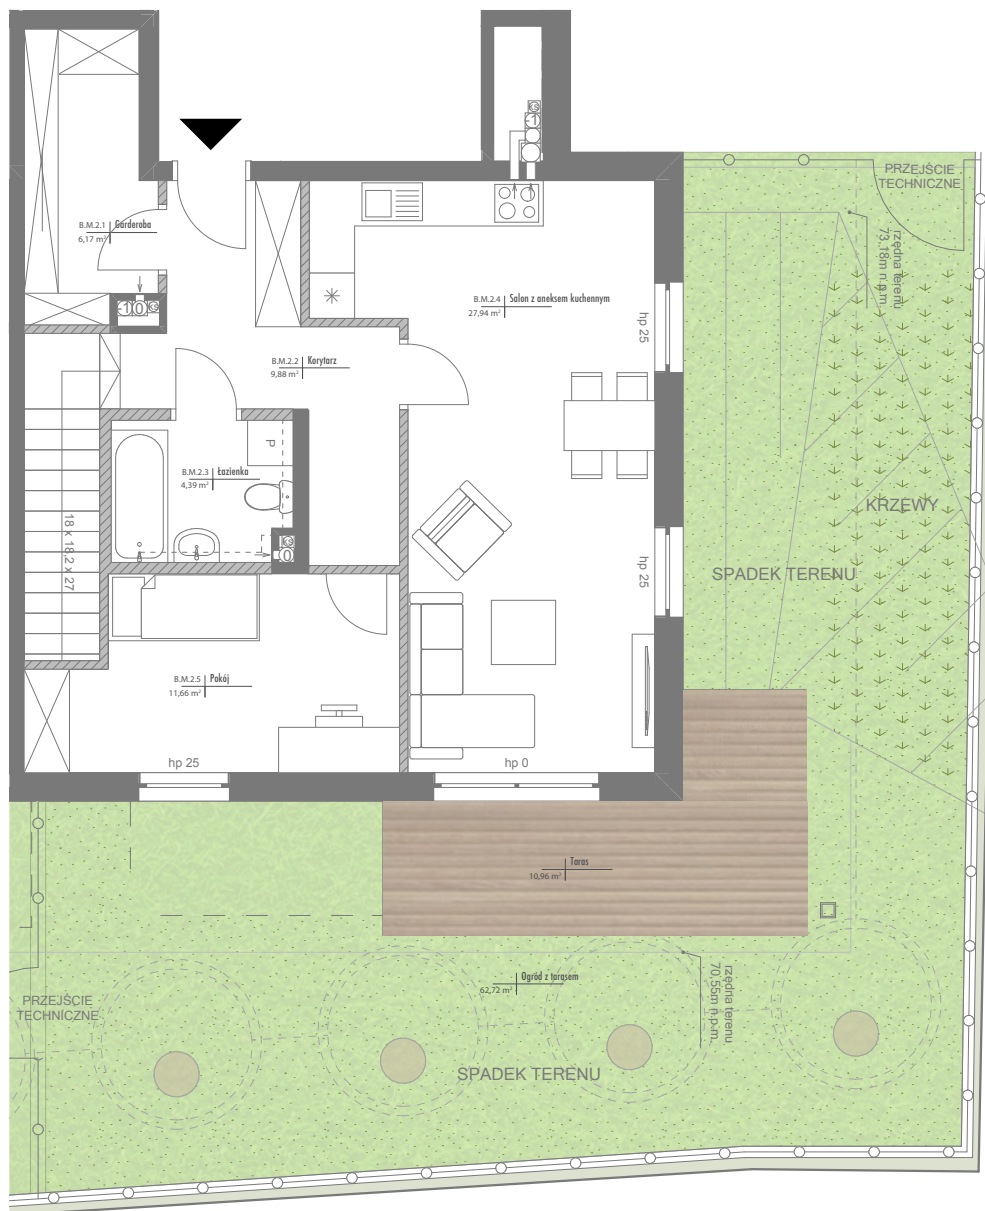 PRZEJŚCIE
TECHNICZNE
B.M.2.1 Garderoba
6,17 m²
rzędna terenu
73,18m n.p.m.
B.M.2.4 Salon z aneksem kuchennym
27,94 m²
hp 25
B.M.2.2 Korytarz
9,88 m²
P
B.M.2.3 Łazienka
4,39 m²
KRZEWY
18 x 18,2 x 27
hp 25
SPADEK TERENU
B.M.2.5 Pokój
11,66 m²
hp 25
hp 0
Taras
10,96 m²
Ogród z tarasem
62,72 m²
rzędna terenu
70,55m n.p.m.
PRZEJŚCIE
TECHNICZNE
SPADEK TERENU